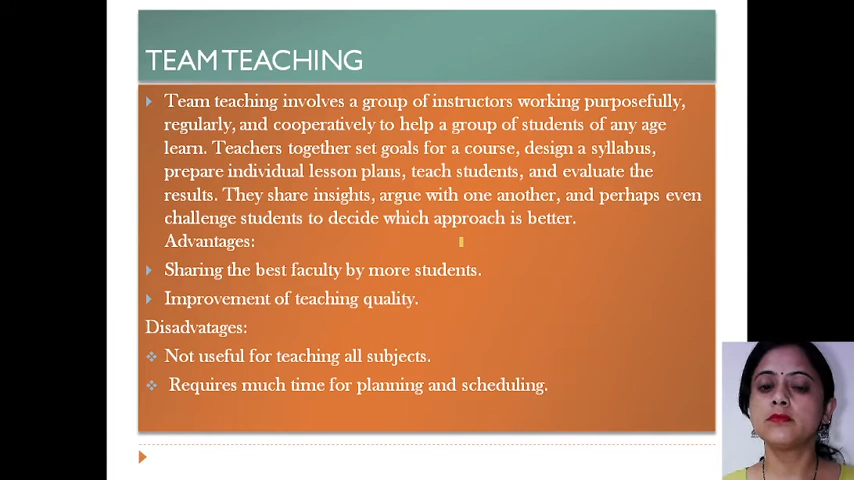 TEAM TEACHING
Team teaching involves a group of instructors working purposefully,
regularly, and cooperatively to help a group of students of any age
learn. Teachers together set goals for a course, design a syllabus,
prepare individual lesson plans, teach students, and evaluate the
results. They share insights, argue with one another, and perhaps even
challenge students to decide which approach is better.
Advantages:
Sharing the best faculty by more students.
Improvement of teaching quality.
Disadvatages:
Not useful for teaching all subjects.
Requires much time for planning and scheduling.